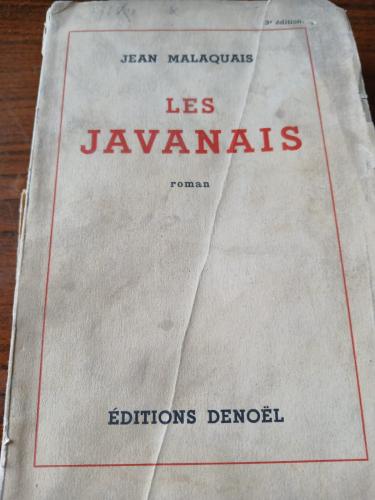 3e édition
JEAN MALAQUAIS
LES
JAVANAIS
roman
ÉDITIONS DENOËL